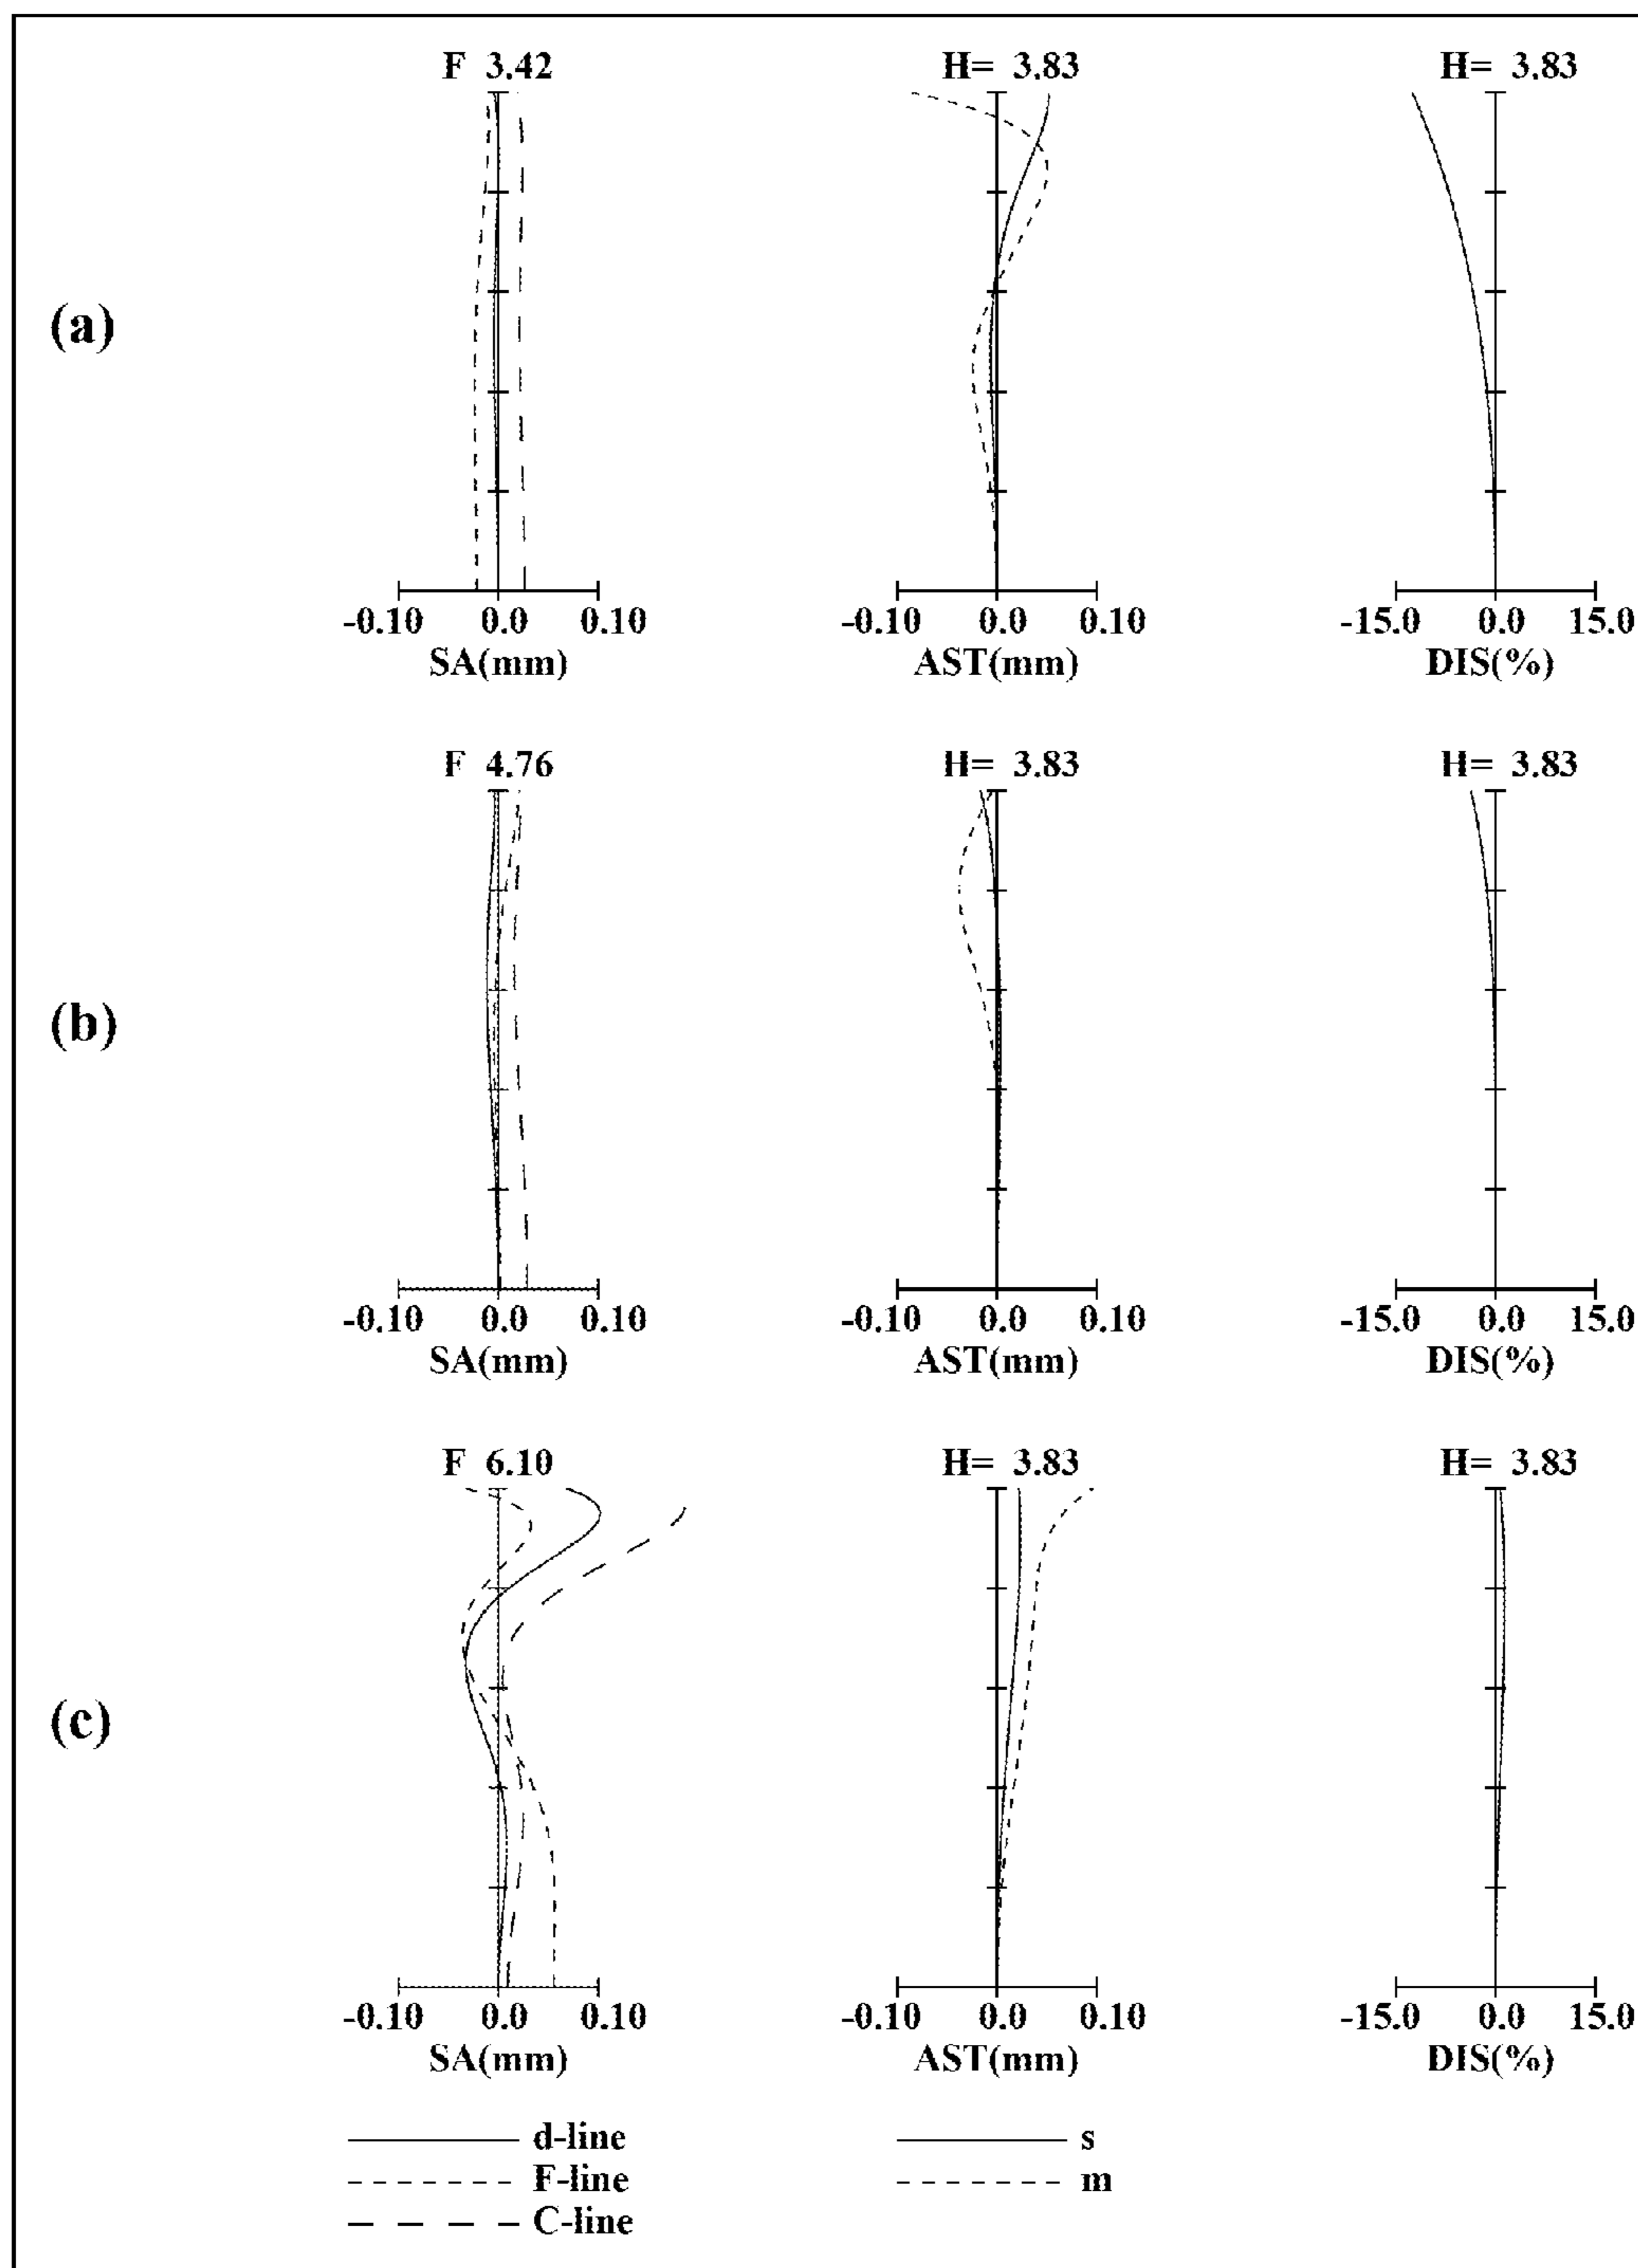 F 3.42 H= 3.83 H= 3.83
(a)
-0.10 0.0 0.10 -0.10 0.0 0.10 -15.0 0.0 15.0
SA(mm) AST(mm) DIS(%)
F 4.76 H= 3.83 H= 3.83
(b)
-0.10 0.0 0.10 -0.10 0.0 0.10 -15.0 0.0 15.0
SA(mm) AST(mm) DIS(%)
F 6.10 H= 3.83 H= 3.83
(c)
-0.10 0.0 0.10 -0.10 0.0 0.10 -15.0 0.0 15.0
SA(mm) AST(mm) DIS(%)
d-line s
F-line m
C-line